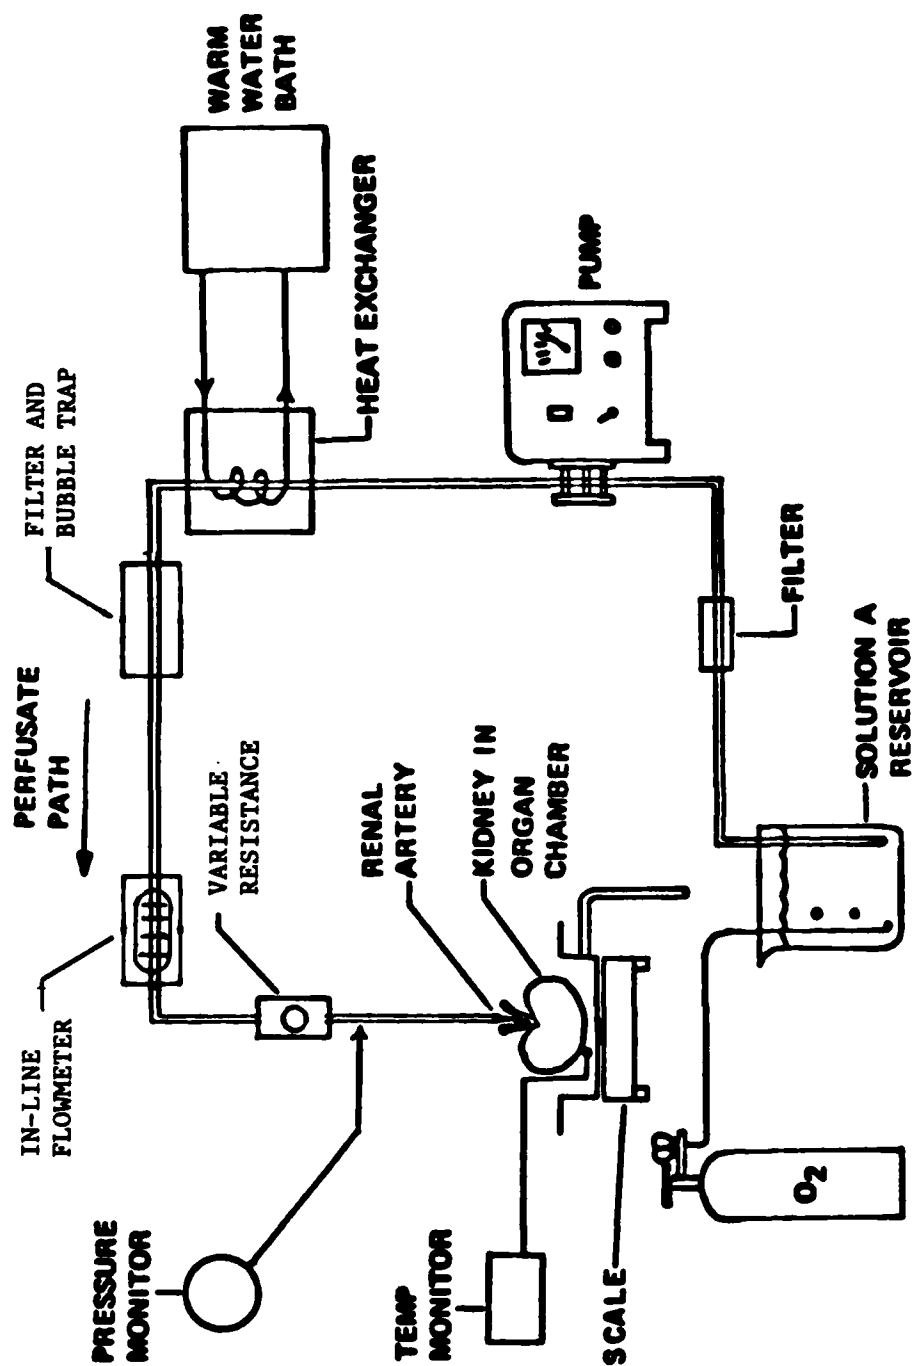 PRESSURE
MONITOR
IN-LINE
FLOWMETER
PERFUSATE
PATH
FILTER AND
BUBBLE TRAP
WARM
WATER
BATH
VARIABLE
RESISTANCE
HEAT EXCHANGER
TEMP
MONITOR
RENAL
ARTERY
KIDNEY IN
ORGAN
CHAMBER
PUMP
SCALE
O2
FILTER
SOLUTION A
RESERVOIR